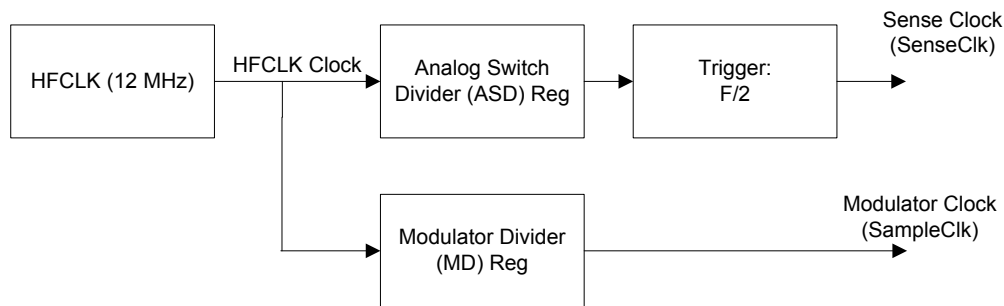 Sense Clock
(SenseClk)
HFCLK (12 MHz)
HFCLK Clock
Analog Switch
Divider (ASD) Reg
Trigger:
F/2
Modulator Clock
(SampleClk)
Modulator Divider
(MD) Reg